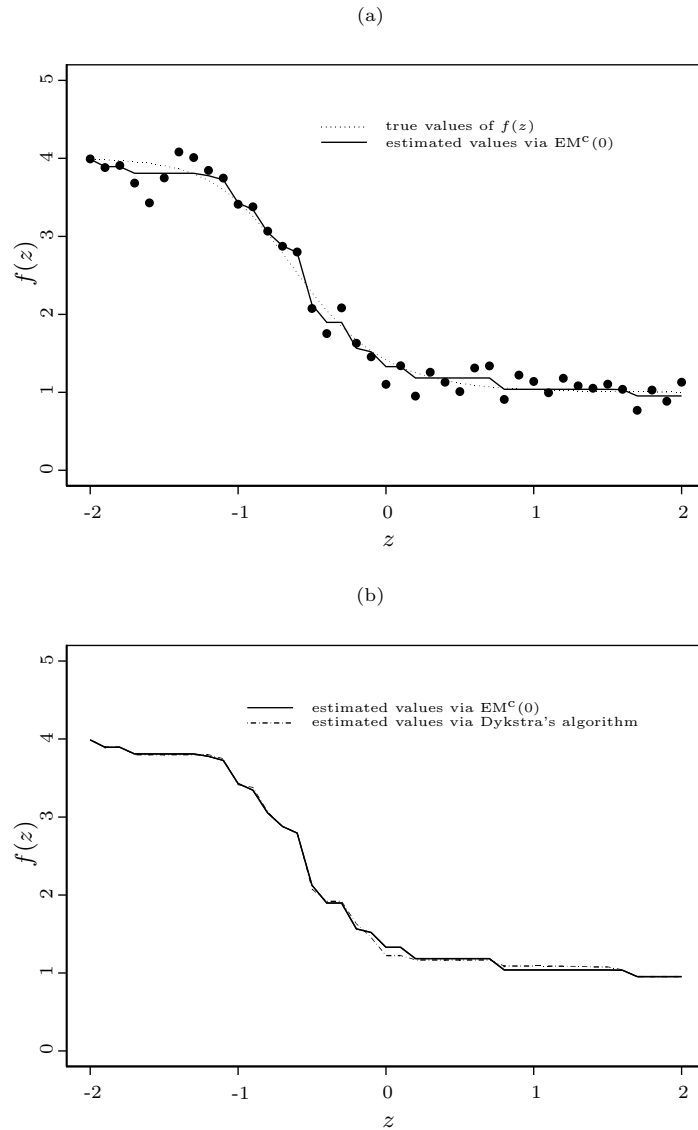 (a)
5
4
3
2
1
0
f(z)
true values of f(z)
estimated values via EMᶜ(0)
-2 -1 0 1 2
z
(b)
5
4
3
2
1
0
f(z)
estimated values via EMᶜ(0)
estimated values via Dykstra's algorithm
-2 -1 0 1 2
z